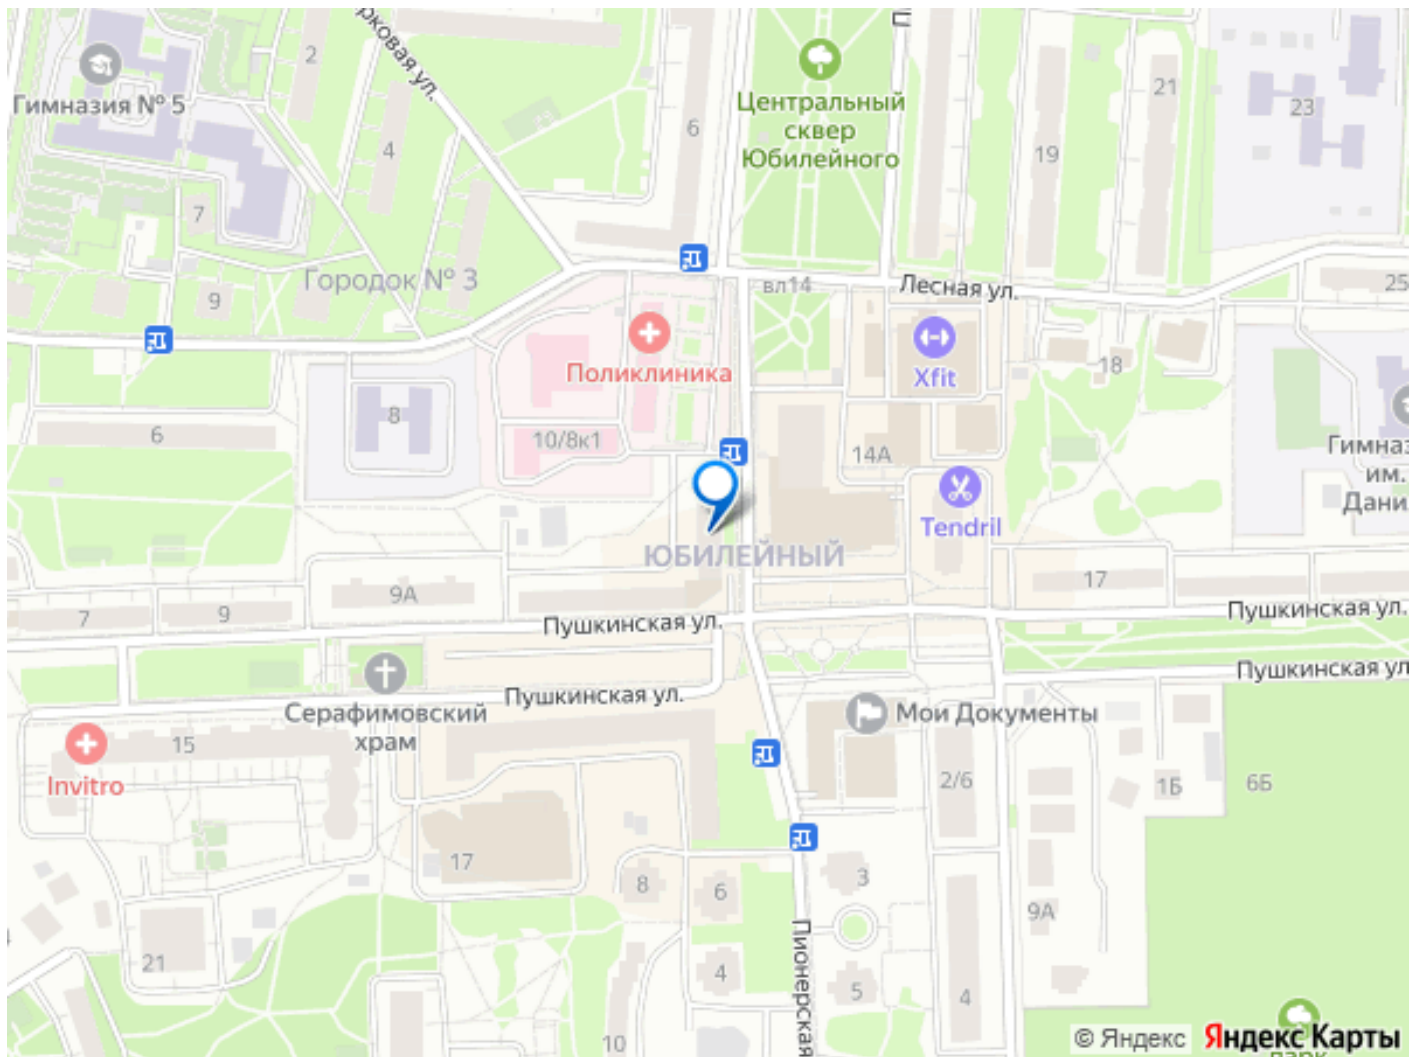 рковая ул.
П
2
Гимназия № 5
Центральный
сквер
Юбилейного
21
23
6
4
19
7
Городок № 3
9
вл14
Лесная ул.
25
Поликлиника
Xfit
18
8
6
10/8к1
14А
Гимназ
им.
Дани
Tendril
ЮБИЛЕЙНЫЙ
17
9А
7
9
Пушкинская ул.
Пушкинская ул.
Пушкинская ул
Пушкинская ул.
Серафимовский
храм
Мои Документы
15
Invitro
2/6
1Б
6Б
17
8
6
3
9А
21
4
5
4
Пионерская
10
парк
© Яндекс Яндекс Карты